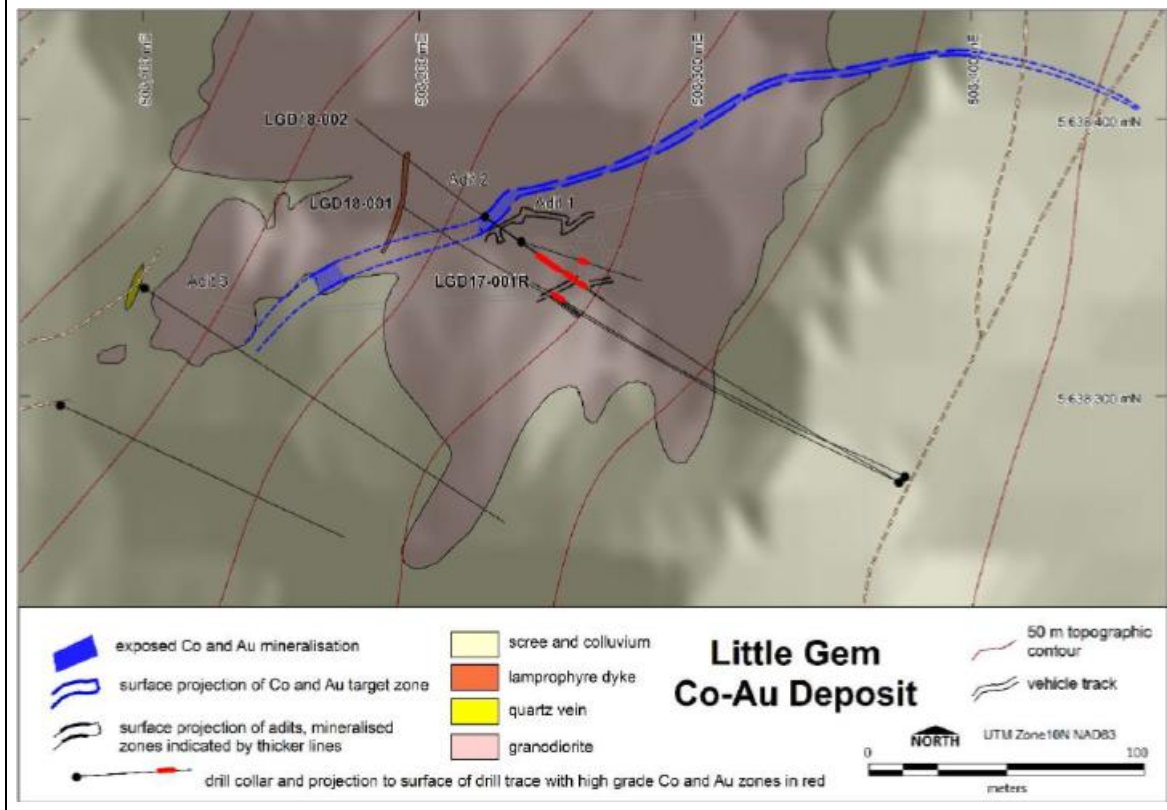 LGD18-002
5,638,400 mN
Adit 2
LGD18-001
Adit 1
Adit 3
LGD17-001R
5,638,300 mN
exposed Co and Au mineralisation
surface projection of Co and Au target zone
surface projection of adits, mineralised
zones indicated by thicker lines
drill collar and projection to surface of drill trace with high grade Co and Au zones in red
scree and colluvium
lamprophyre dyke
quartz vein
granodiorite
Little Gem
Co-Au Deposit
50 m topographic
contour
vehicle track
NORTH
UTM Zone10N NAD83
0
100
meters